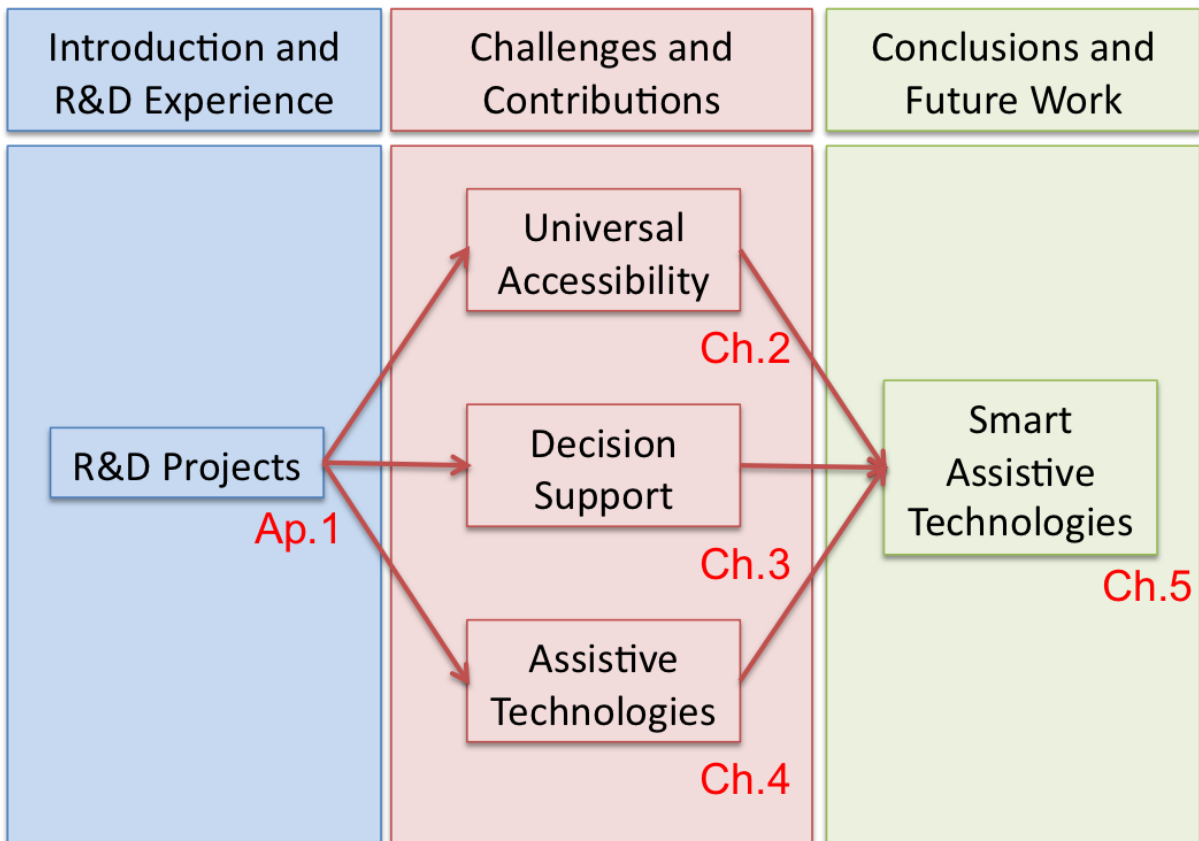 Introduction and
R&D Experience
Challenges and
Contributions
Conclusions and
Future Work
R&D Projects
Ap.1
Universal
Accessibility
Ch.2
Decision
Support
Ch.3
Assistive
Technologies
Ch.4
Smart
Assistive
Technologies
Ch.5